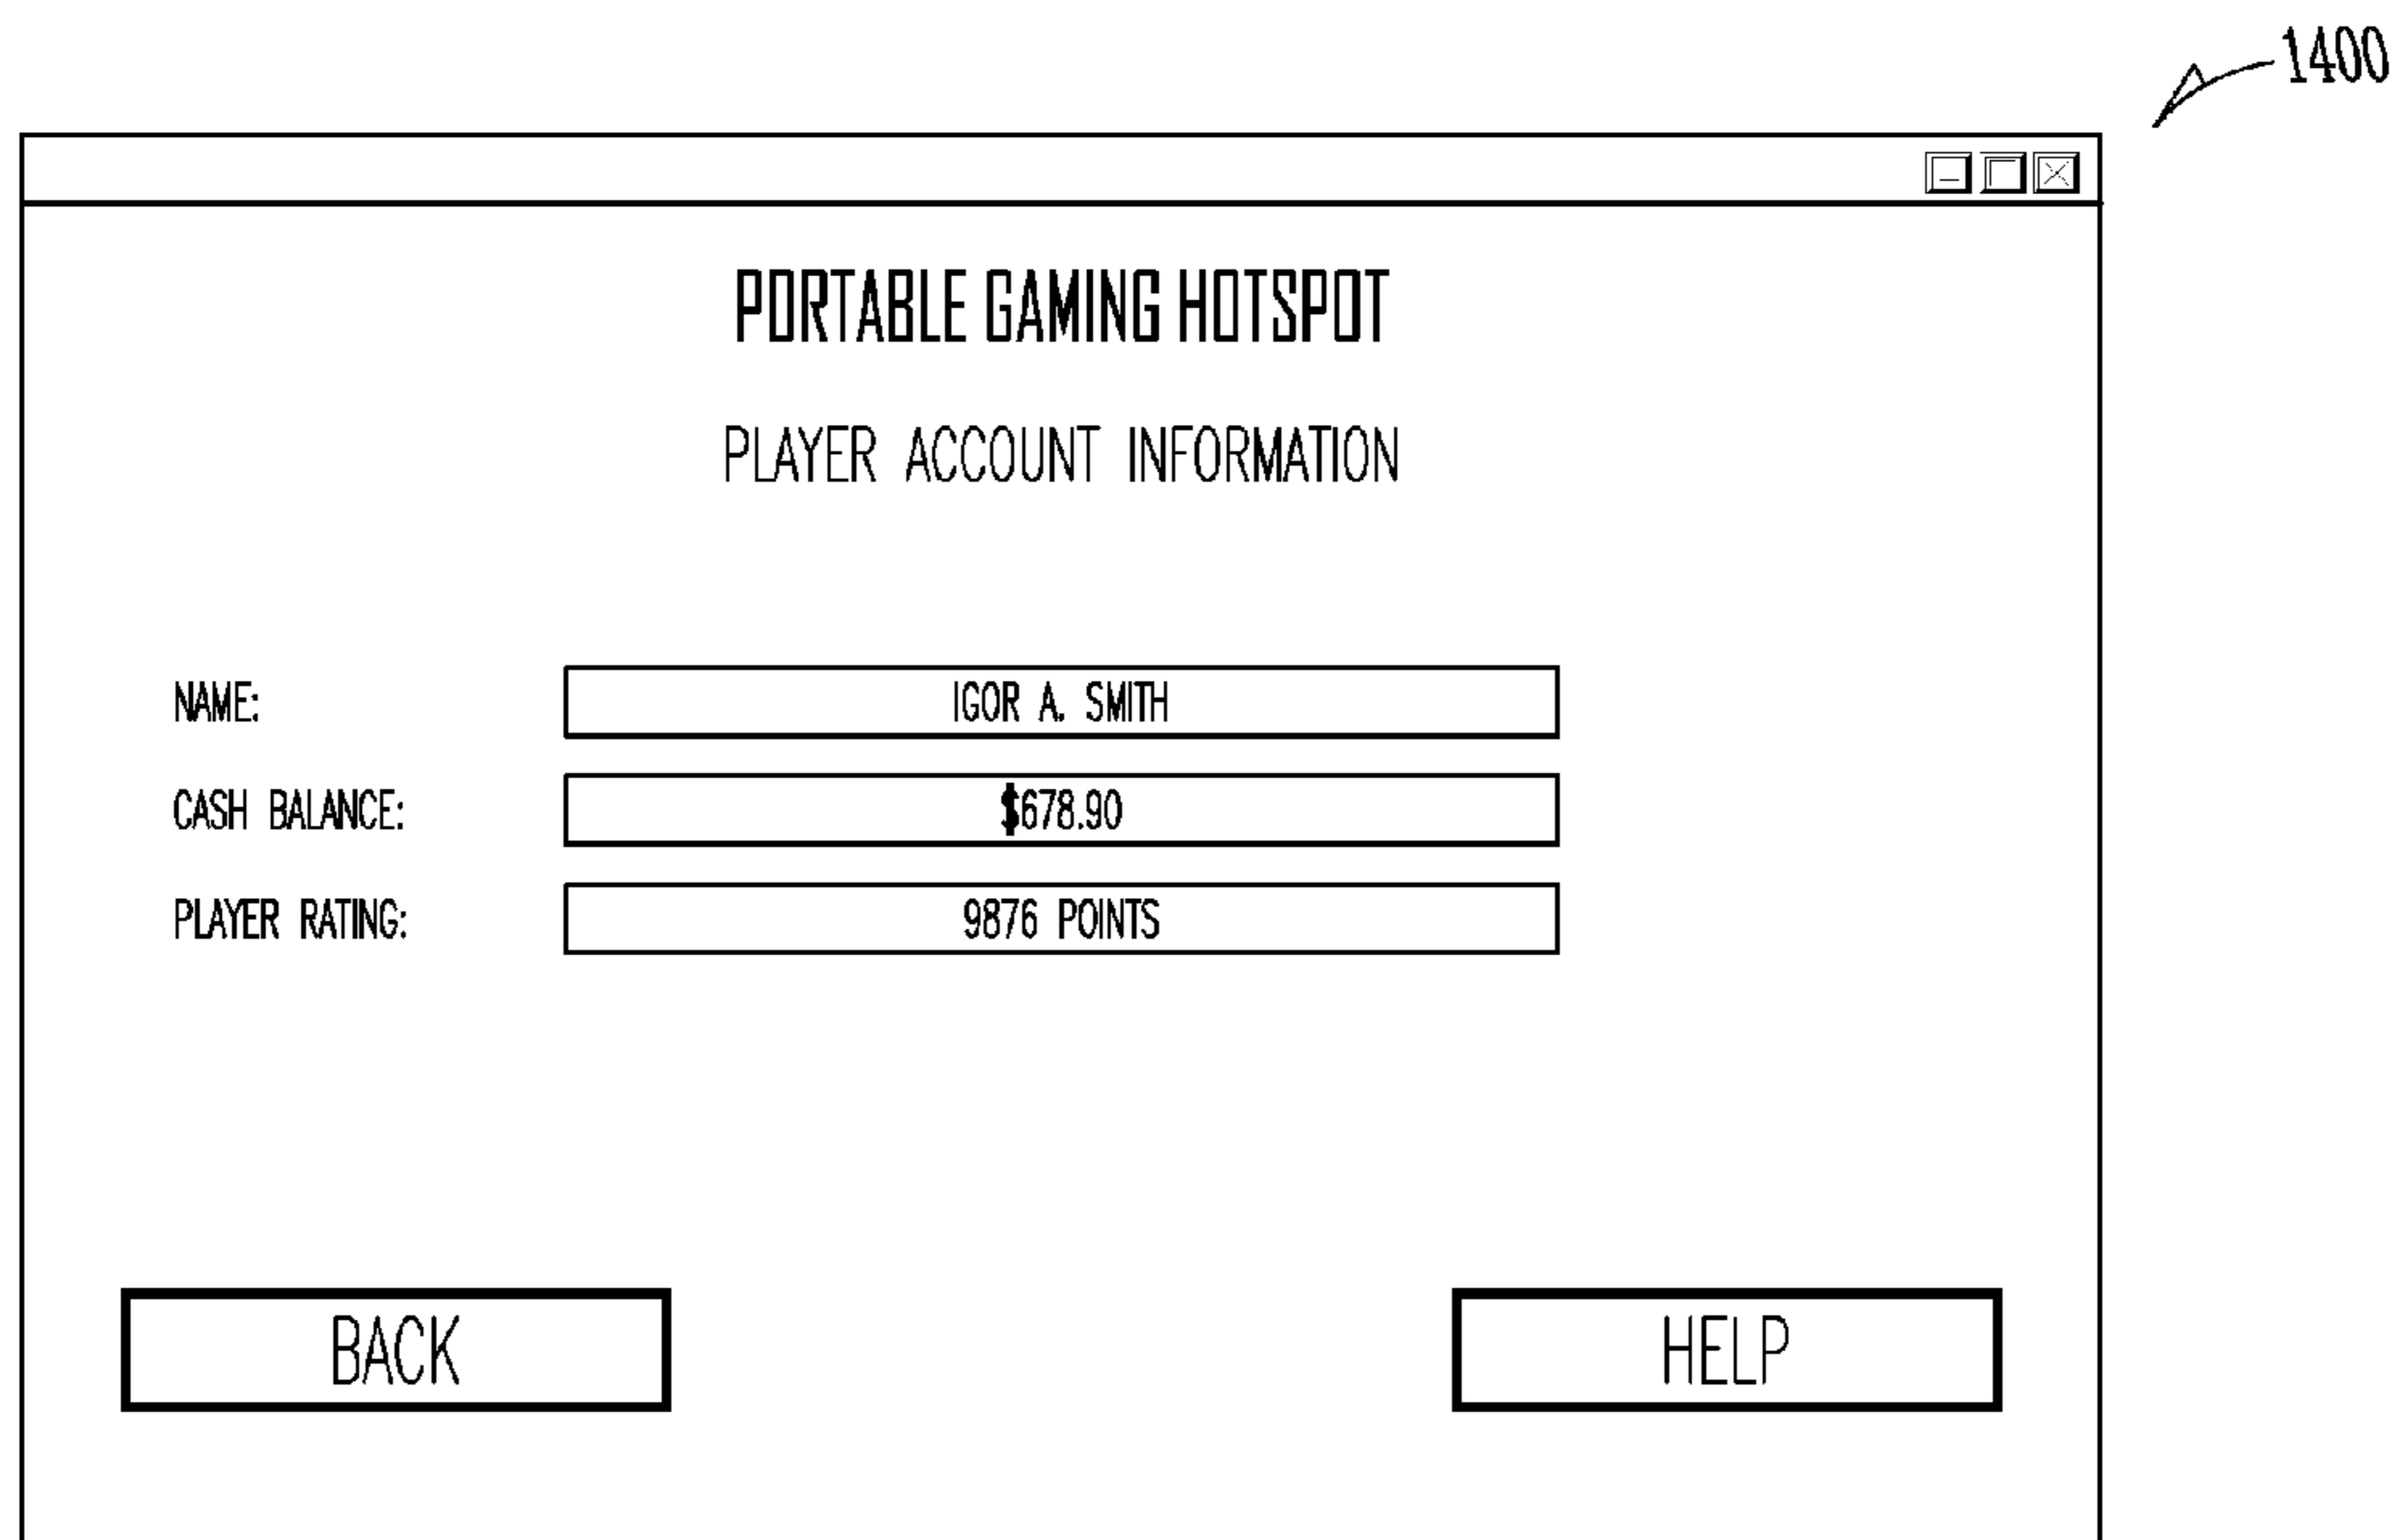 1400
PORTABLE GAMING HOTSPOT
PLAYER ACCOUNT INFORMATION
NAME: IGOR A. SMITH
CASH BALANCE: $678.90
PLAYER RATING: 9876 POINTS
BACK HELP